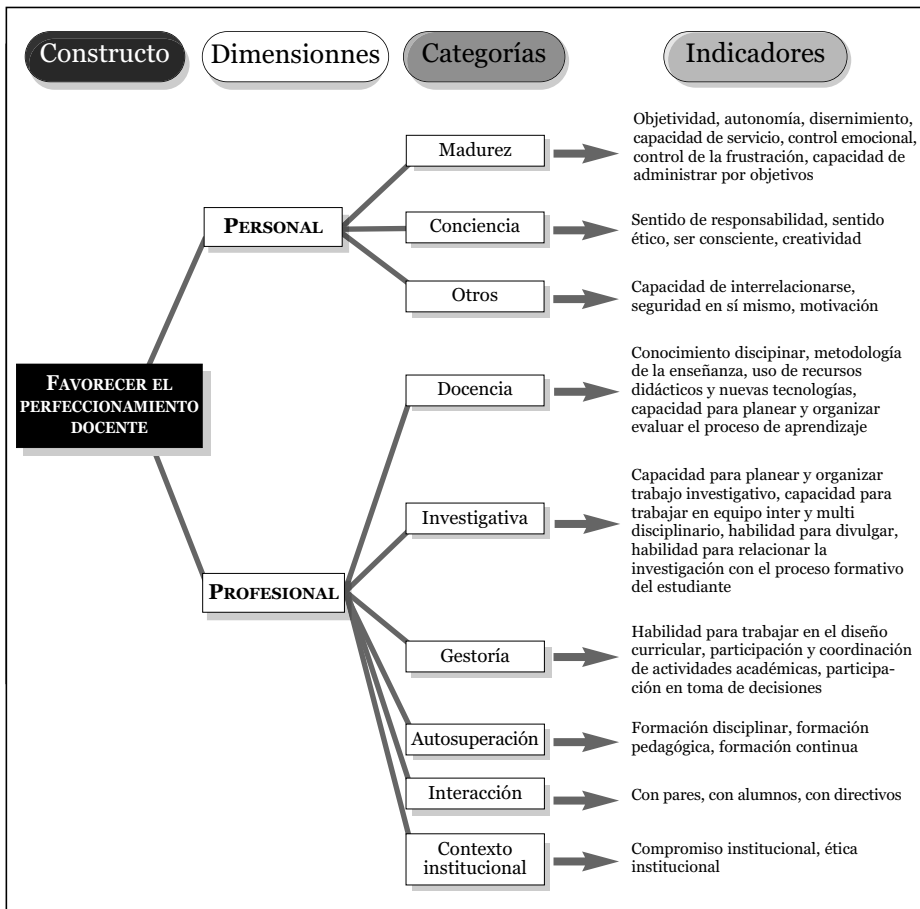 Constructo
Dimensionnes
Categorías
Indicadores
FAVORECER EL
PERFECCIONAMIENTO
DOCENTE
PERSONAL
Madurez
Objetividad, autonomía, disernimiento,
capacidad de servicio, control emocional,
control de la frustración, capacidad de
administrar por objetivos
Conciencia
Sentido de responsabilidad, sentido
ético, ser consciente, creatividad
Otros
Capacidad de interrelacionarse,
seguridad en sí mismo, motivación
PROFESIONAL
Docencia
Conocimiento discipinar, metodología
de la enseñanza, uso de recursos
didácticos y nuevas tecnologías,
capacidad para planear y organizar
evaluar el proceso de aprendizaje
Investigativa
Capacidad para planear y organizar
trabajo investigativo, capacidad para
trabajar en equipo inter y multi
disciplinario, habilidad para divulgar,
habilidad para relacionar la
investigación con el proceso formativo
del estudiante
Gestoría
Habilidad para trabajar en el diseño
curricular, participación y coordinación
de actividades académicas, participa-
ción en toma de decisiones
Autosuperación
Formación disciplinar, formación
pedagógica, formación continua
Interacción
Con pares, con alumnos, con directivos
Contexto
institucional
Compromiso institucional, ética
institucional